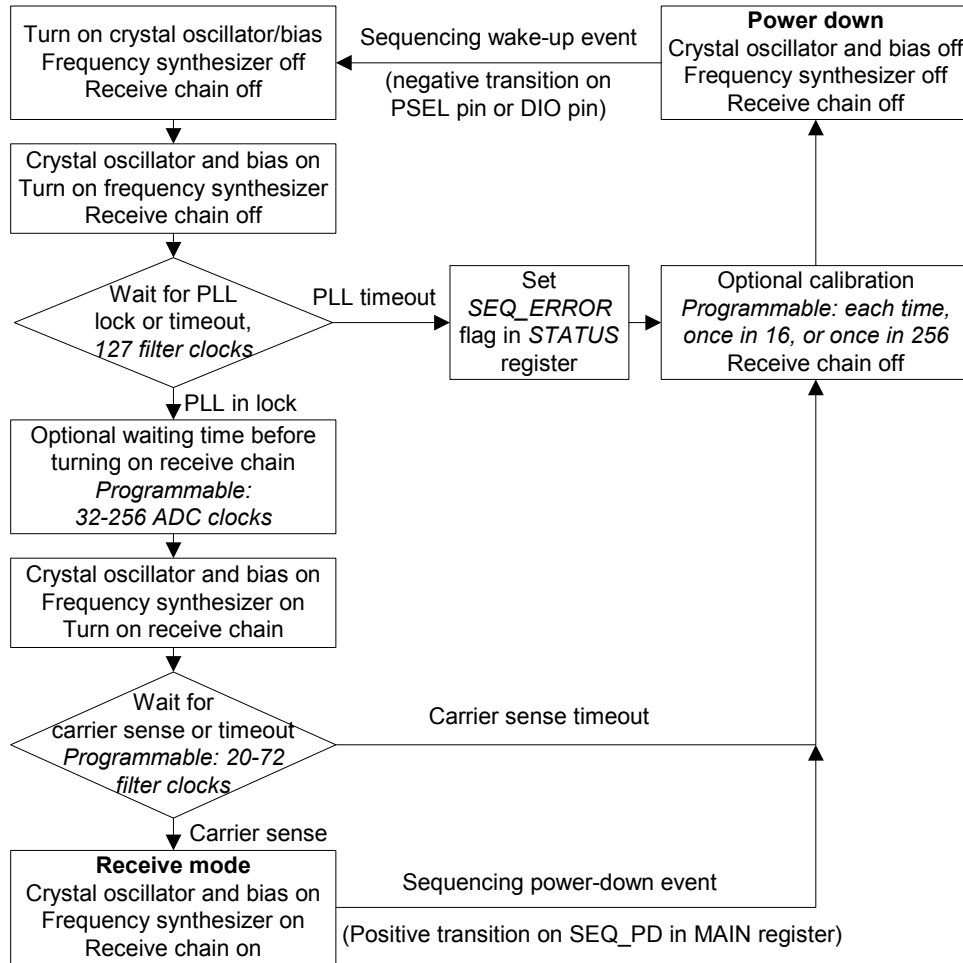 Turn on crystal oscillator/bias
Frequency synthesizer off
Receive chain off
Sequencing wake-up event
(negative transition on
PSEL pin or DIO pin)
Power down
Crystal oscillator and bias off
Frequency synthesizer off
Receive chain off
Crystal oscillator and bias on
Turn on frequency synthesizer
Receive chain off
Wait for PLL
lock or timeout,
127 filter clocks
PLL timeout
Set
SEQ_ERROR
flag in STATUS
register
Optional calibration
Programmable: each time,
once in 16, or once in 256
Receive chain off
PLL in lock
Optional waiting time before
turning on receive chain
Programmable:
32-256 ADC clocks
Crystal oscillator and bias on
Frequency synthesizer on
Turn on receive chain
Wait for
carrier sense or timeout
Programmable: 20-72
filter clocks
Carrier sense timeout
Carrier sense
Receive mode
Crystal oscillator and bias on
Frequency synthesizer on
Receive chain on
Sequencing power-down event
(Positive transition on SEQ_PD in MAIN register)